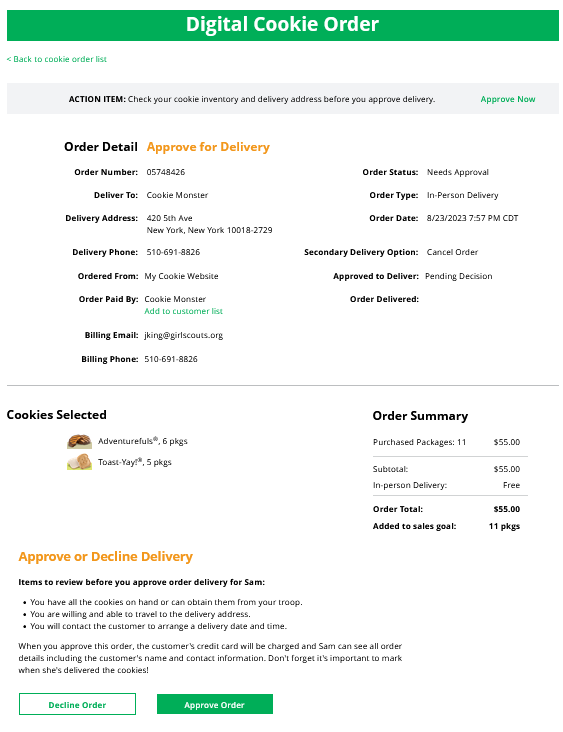 Digital Cookie Order
< Back to cookie order list
ACTION ITEM: Check your cookie inventory and delivery address before you approve delivery. Approve Now
Order Detail Approve for Delivery
Order Number: 05748426 Order Status: Needs Approval
Deliver To: Cookie Monster Order Type: In-Person Delivery
Delivery Address: 420 5th Ave Order Date: 8/23/2023 7:57 PM CDT
New York, New York 10018-2729
Delivery Phone: 510-691-8826 Secondary Delivery Option: Cancel Order
Ordered From: My Cookie Website Approved to Deliver: Pending Decision
Order Paid By: Cookie Monster Order Delivered:
Add to customer list
Billing Email: jking@girlscouts.org
Billing Phone: 510-691-8826
Cookies Selected
Adventurefuls®, 6 pkgs
Toast-Yay!®, 5 pkgs
Order Summary
Purchased Packages: 11 $55.00
Subtotal: $55.00
In-person Delivery: Free
Order Total: $55.00
Added to sales goal: 11 pkgs
Approve or Decline Delivery
Items to review before you approve order delivery for Sam:
• You have all the cookies on hand or can obtain them from your troop.
• You are willing and able to travel to the delivery address.
• You will contact the customer to arrange a delivery date and time.
When you approve this order, the customer's credit card will be charged and Sam can see all order
details including the customer's name and contact information. Don't forget it's important to mark
when she's delivered the cookies!
Decline Order Approve Order